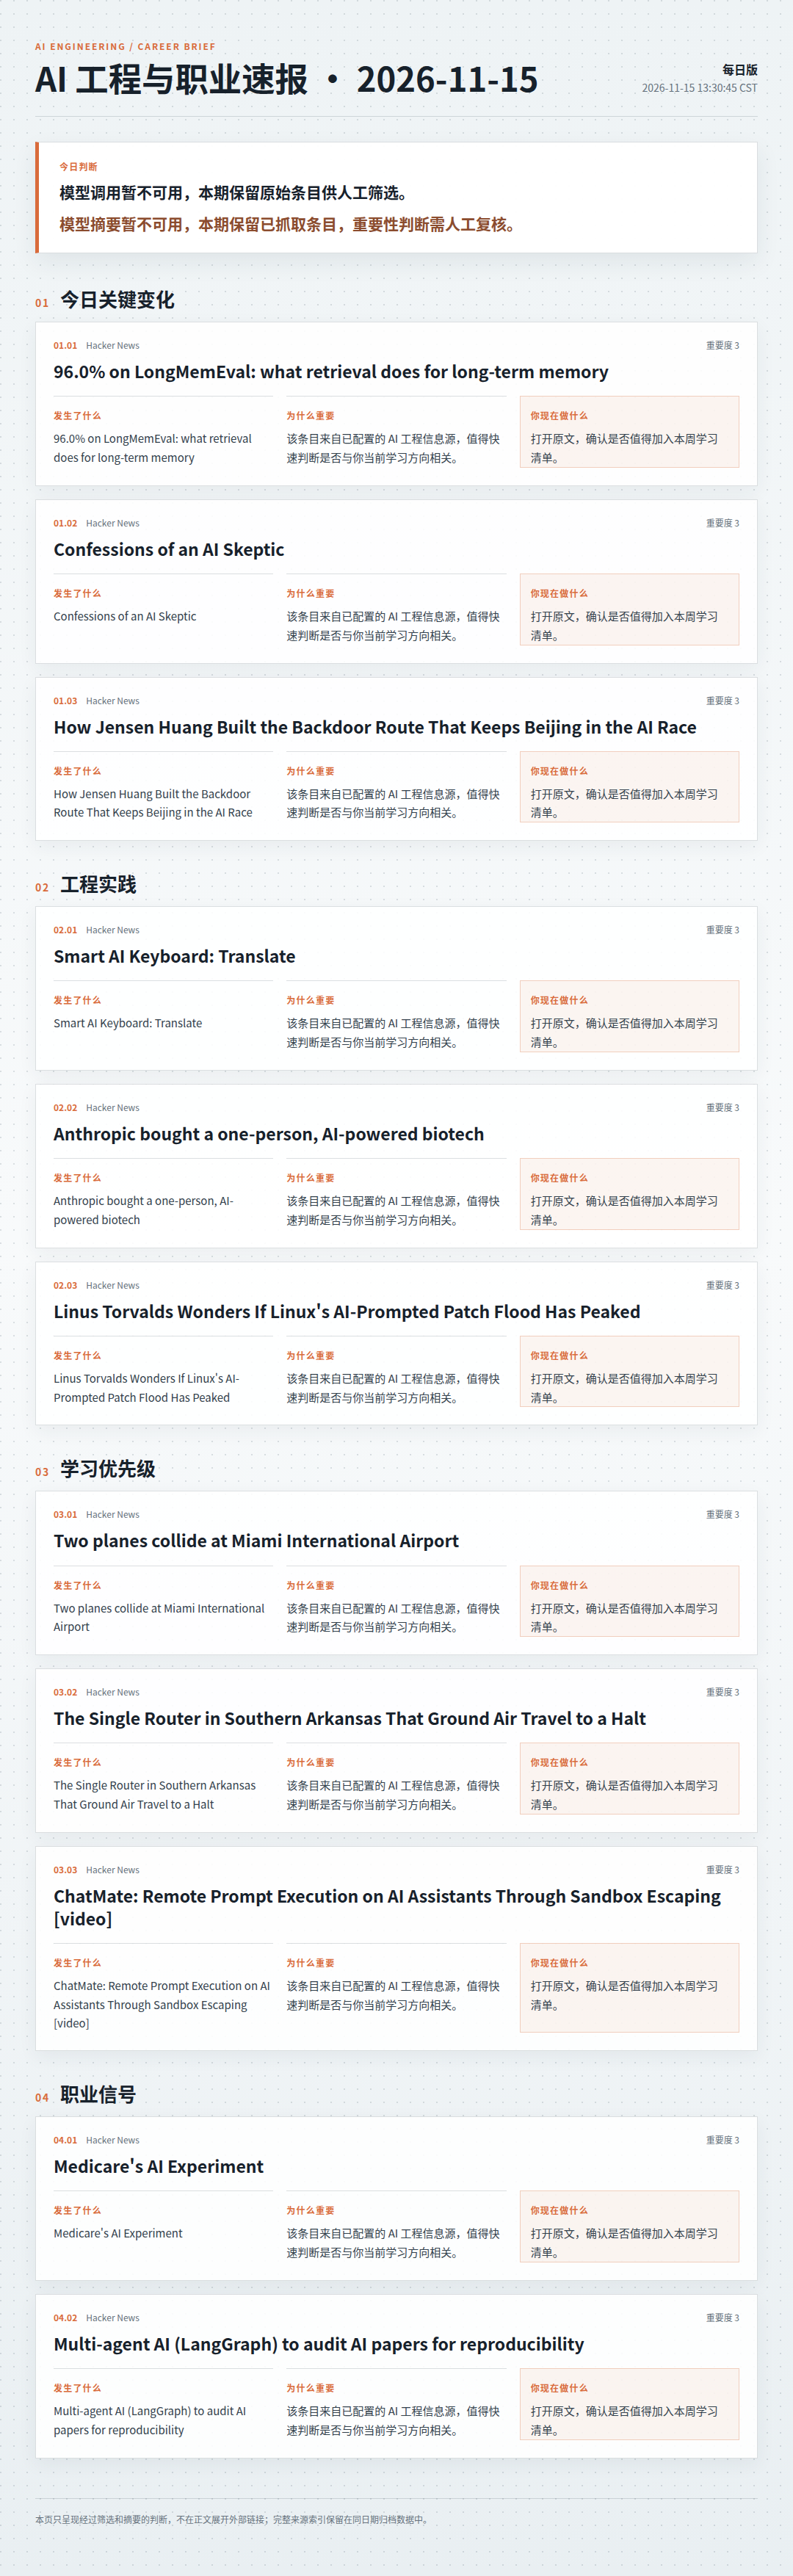 AI ENGINEERING / CAREER BRIEF
AI 工程与职业速报 · 2026-11-15
每日版
2026-11-15 13:30:45 CST
今日判断
模型调用暂不可用，本期保留原始条目供人工筛选。
模型摘要暂不可用，本期保留已抓取条目，重要性判断需人工复核。
01 今日关键变化
01.01 Hacker News 重要度 3
96.0% on LongMemEval: what retrieval does for long-term memory
发生了什么
96.0% on LongMemEval: what retrieval
does for long-term memory
为什么重要
该条目来自已配置的 AI 工程信息源，值得快
速判断是否与你当前学习方向相关。
你现在做什么
打开原文，确认是否值得加入本周学习
清单。
01.02 Hacker News 重要度 3
Confessions of an AI Skeptic
发生了什么
Confessions of an AI Skeptic
为什么重要
该条目来自已配置的 AI 工程信息源，值得快
速判断是否与你当前学习方向相关。
你现在做什么
打开原文，确认是否值得加入本周学习
清单。
01.03 Hacker News 重要度 3
How Jensen Huang Built the Backdoor Route That Keeps Beijing in the AI Race
发生了什么
How Jensen Huang Built the Backdoor
Route That Keeps Beijing in the AI Race
为什么重要
该条目来自已配置的 AI 工程信息源，值得快
速判断是否与你当前学习方向相关。
你现在做什么
打开原文，确认是否值得加入本周学习
清单。
02 工程实践
02.01 Hacker News 重要度 3
Smart AI Keyboard: Translate
发生了什么
Smart AI Keyboard: Translate
为什么重要
该条目来自已配置的 AI 工程信息源，值得快
速判断是否与你当前学习方向相关。
你现在做什么
打开原文，确认是否值得加入本周学习
清单。
02.02 Hacker News 重要度 3
Anthropic bought a one-person, AI-powered biotech
发生了什么
Anthropic bought a one-person, AI-
powered biotech
为什么重要
该条目来自已配置的 AI 工程信息源，值得快
速判断是否与你当前学习方向相关。
你现在做什么
打开原文，确认是否值得加入本周学习
清单。
02.03 Hacker News 重要度 3
Linus Torvalds Wonders If Linux's AI-Prompted Patch Flood Has Peaked
发生了什么
Linus Torvalds Wonders If Linux's AI-
Prompted Patch Flood Has Peaked
为什么重要
该条目来自已配置的 AI 工程信息源，值得快
速判断是否与你当前学习方向相关。
你现在做什么
打开原文，确认是否值得加入本周学习
清单。
03 学习优先级
03.01 Hacker News 重要度 3
Two planes collide at Miami International Airport
发生了什么
Two planes collide at Miami International
Airport
为什么重要
该条目来自已配置的 AI 工程信息源，值得快
速判断是否与你当前学习方向相关。
你现在做什么
打开原文，确认是否值得加入本周学习
清单。
03.02 Hacker News 重要度 3
The Single Router in Southern Arkansas That Ground Air Travel to a Halt
发生了什么
The Single Router in Southern Arkansas
That Ground Air Travel to a Halt
为什么重要
该条目来自已配置的 AI 工程信息源，值得快
速判断是否与你当前学习方向相关。
你现在做什么
打开原文，确认是否值得加入本周学习
清单。
03.03 Hacker News 重要度 3
ChatMate: Remote Prompt Execution on AI Assistants Through Sandbox Escaping
[video]
发生了什么
ChatMate: Remote Prompt Execution on AI
Assistants Through Sandbox Escaping
[video]
为什么重要
该条目来自已配置的 AI 工程信息源，值得快
速判断是否与你当前学习方向相关。
你现在做什么
打开原文，确认是否值得加入本周学习
清单。
04 职业信号
04.01 Hacker News 重要度 3
Medicare's AI Experiment
发生了什么
Medicare's AI Experiment
为什么重要
该条目来自已配置的 AI 工程信息源，值得快
速判断是否与你当前学习方向相关。
你现在做什么
打开原文，确认是否值得加入本周学习
清单。
04.02 Hacker News 重要度 3
Multi-agent AI (LangGraph) to audit AI papers for reproducibility
发生了什么
Multi-agent AI (LangGraph) to audit AI
papers for reproducibility
为什么重要
该条目来自已配置的 AI 工程信息源，值得快
速判断是否与你当前学习方向相关。
你现在做什么
打开原文，确认是否值得加入本周学习
清单。
本页只呈现经过筛选和摘要的判断，不在正文展开外部链接；完整来源索引保留在同日期归档数据中。